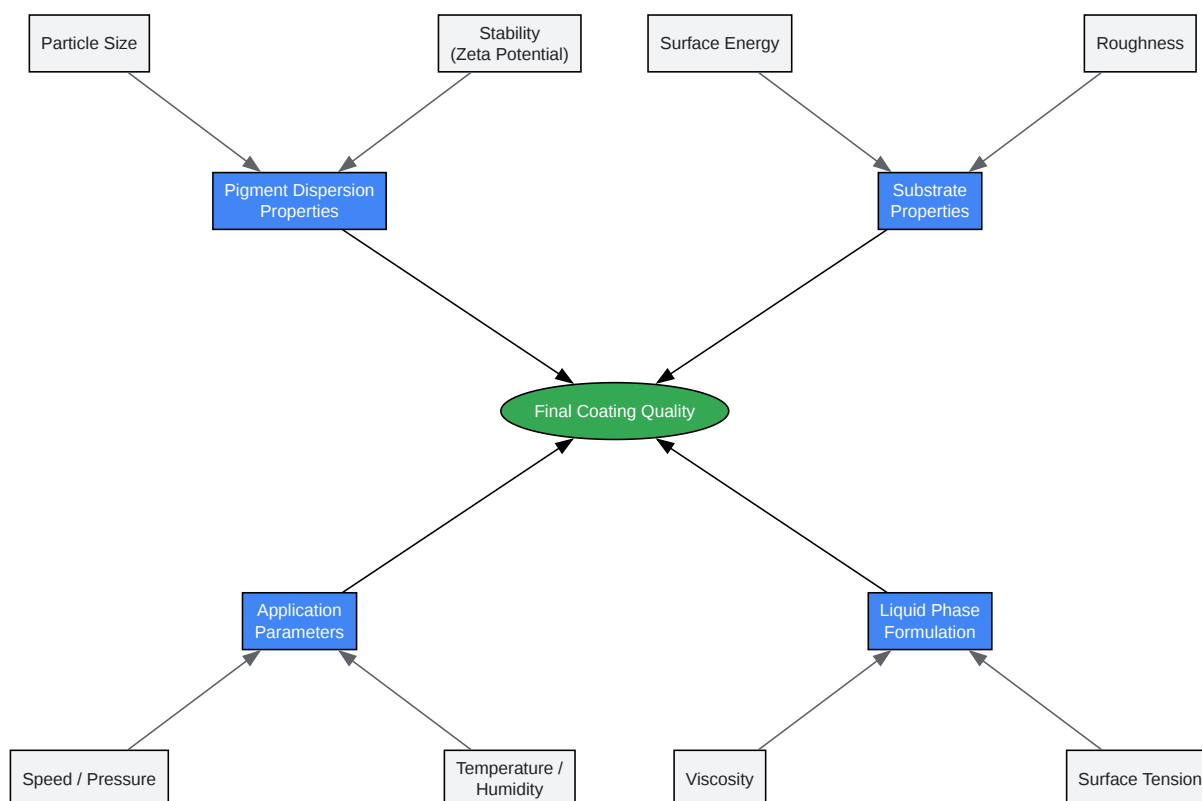 Particle Size
Stability
(Zeta Potential)
Surface Energy
Roughness
Pigment Dispersion
Properties
Substrate
Properties
Final Coating Quality
Application
Parameters
Liquid Phase
Formulation
Speed / Pressure
Temperature /
Humidity
Viscosity
Surface Tension